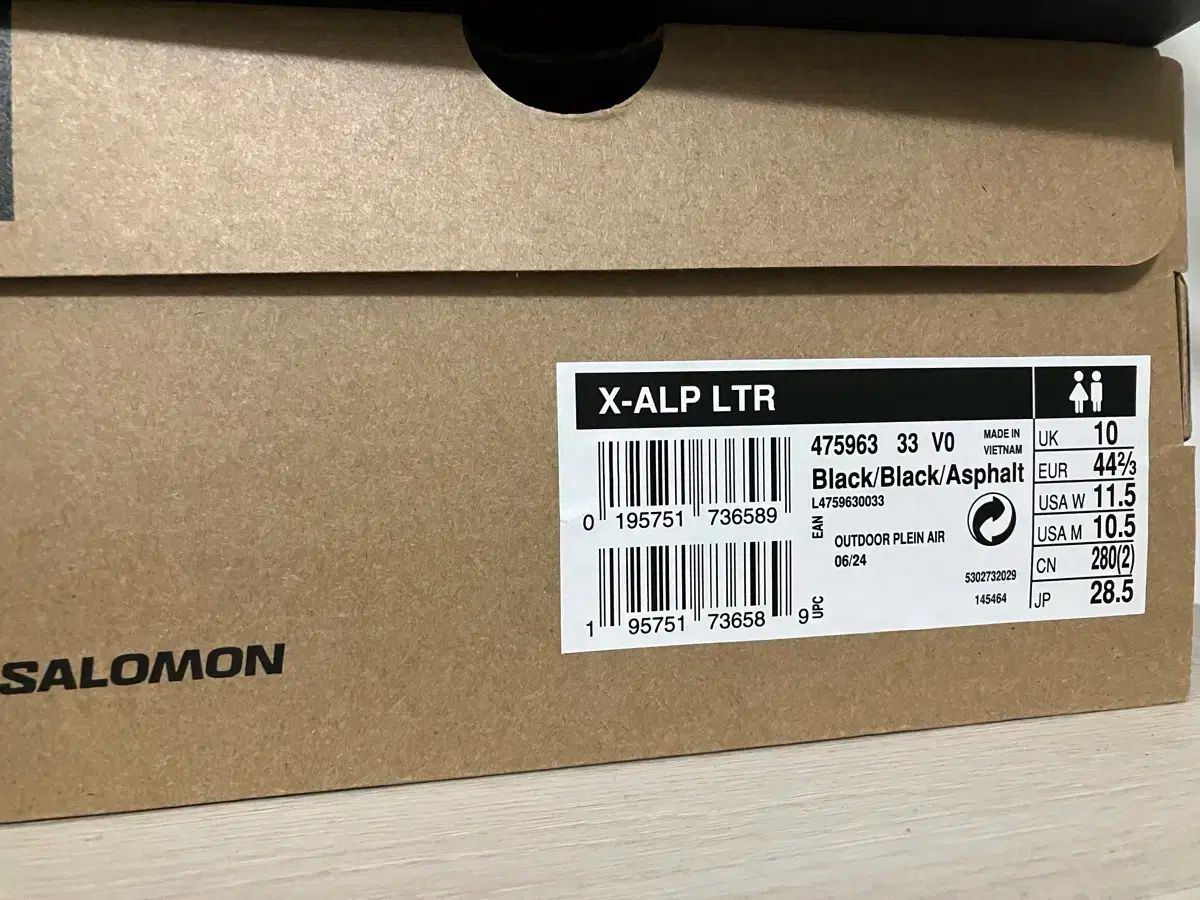 X-ALP LTR
0 195751 736589
EAN
1 95751 73658 9
UPC
475963 33 V0
MADE IN
VIETNAM
Black/Black/Asphalt
L4759630033
OUTDOOR PLEIN AIR
06/24
5302732029
145464
UK 10
EUR 44⅔
USA W 11.5
USA M 10.5
CN 280(2)
JP 28.5
SALOMON